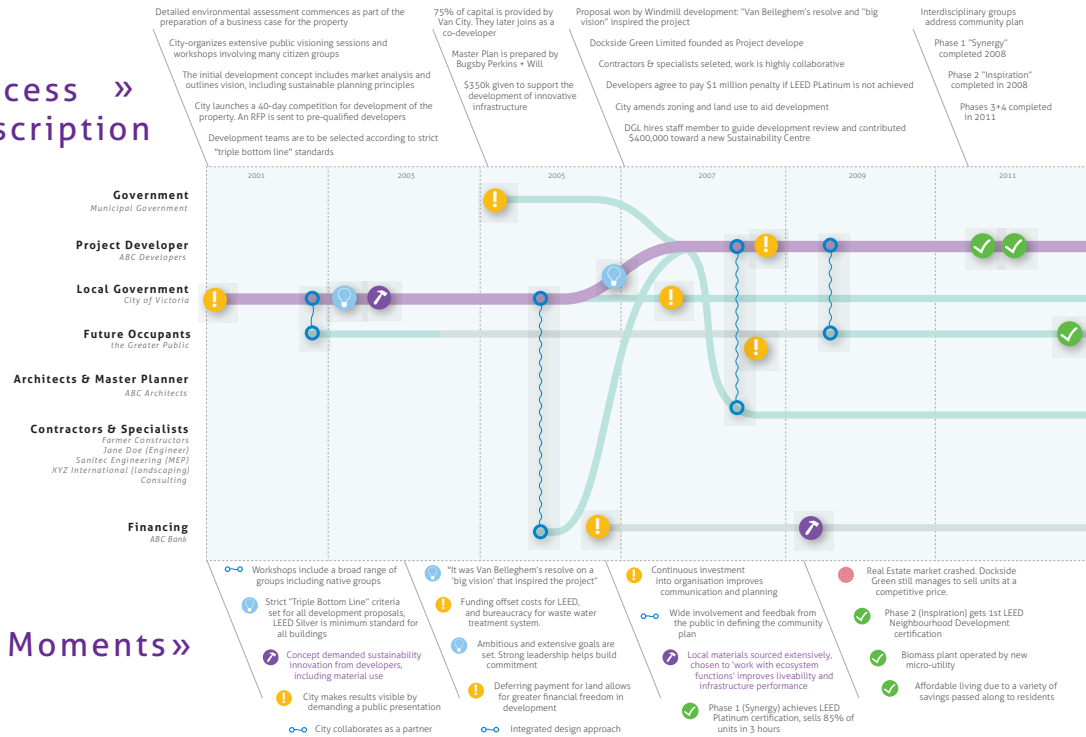 Detailed environmental assessment commences as part of the
preparation of a business case for the property
City-organizes extensive public visioning sessions and
workshops involving many citizen groups
The initial development concept includes market analysis and
outlines vision, including sustainable planning principles
City launches a 40-day competition for development of the
property. An RFP is sent to pre-qualified developers
Development teams are to be selected according to strict
"triple bottom line" standards
75% of capital is provided by
Van City. They later joins as a
co-developer
Master Plan is prepared by
Bugsby Perkins + Will
$350k given to support the
development of innovative
infrastructure
Proposal won by Windmill development: "Van Belleghem's resolve and "big
vision" inspired the project
Dockside Green Limited founded as Project develope
Contractors & specialists seleted, work is highly collaborative
Developers agree to pay $1 million penalty if LEED PLatinum is not achieved
City amends zoning and land use to aid development
DGL hires staff member to guide development review and contributed
$400,000 toward a new Sustainability Centre
Interdisciplinary groups
address community plan
Phase 1 "Synergy"
completed 2008
Phase 2 "Inspiration"
completed in 2008
Phases 3+4 completed
in 2011
cess »
scription
2001
2003
2005
2007
2009
2011
Government
Municipal Government
Project Developer
ABC Developers
Local Government
City of Victoria
Future Occupants
the Greater Public
Architects & Master Planner
ABC Architects
Contractors & Specialists
Farmer Constructors
Jane Doe (Engineer)
Sanitec Engineering (MEP)
XYZ International (landscaping)
Consulting
Financing
ABC Bank
Moments»
Workshops include a broad range of
groups including native groups
Strict "Triple Bottom Line" criteria
set for all development proposals,
LEED Silver is minimum standard for
all buildings
Concept demanded sustainability
innovation from developers,
including material use
City makes results visible by
demanding a public presentation
City collaborates as a partner
"It was Van Belleghem's resolve on a
'big vision' that inspired the project"
Funding offset costs for LEED,
and bureaucracy for waste water
treatment system.
Ambitious and extensive goals are
set. Strong leadership helps build
commitment
Deferring payment for land allows
for greater financial freedom in
development
Integrated design approach
Continuous investment
into organisation improves
communication and planning
Wide involvement and feedbak from
the public in defining the community
plan
Local materials sourced extensively,
chosen to 'work with ecosystem
functions' improves liveability and
infrastructure performance
Phase 1 (Synergy) achieves LEED
Platinum certification, sells 85% of
units in 3 hours
Real Estate market crashed. Dockside
Green still manages to sell units at a
competitive price.
Phase 2 (Inspiration) gets 1st LEED
Neighbourhood Development
certification
Biomass plant operated by new
micro-utility
Affordable living due to a variety of
savings passed along to residents